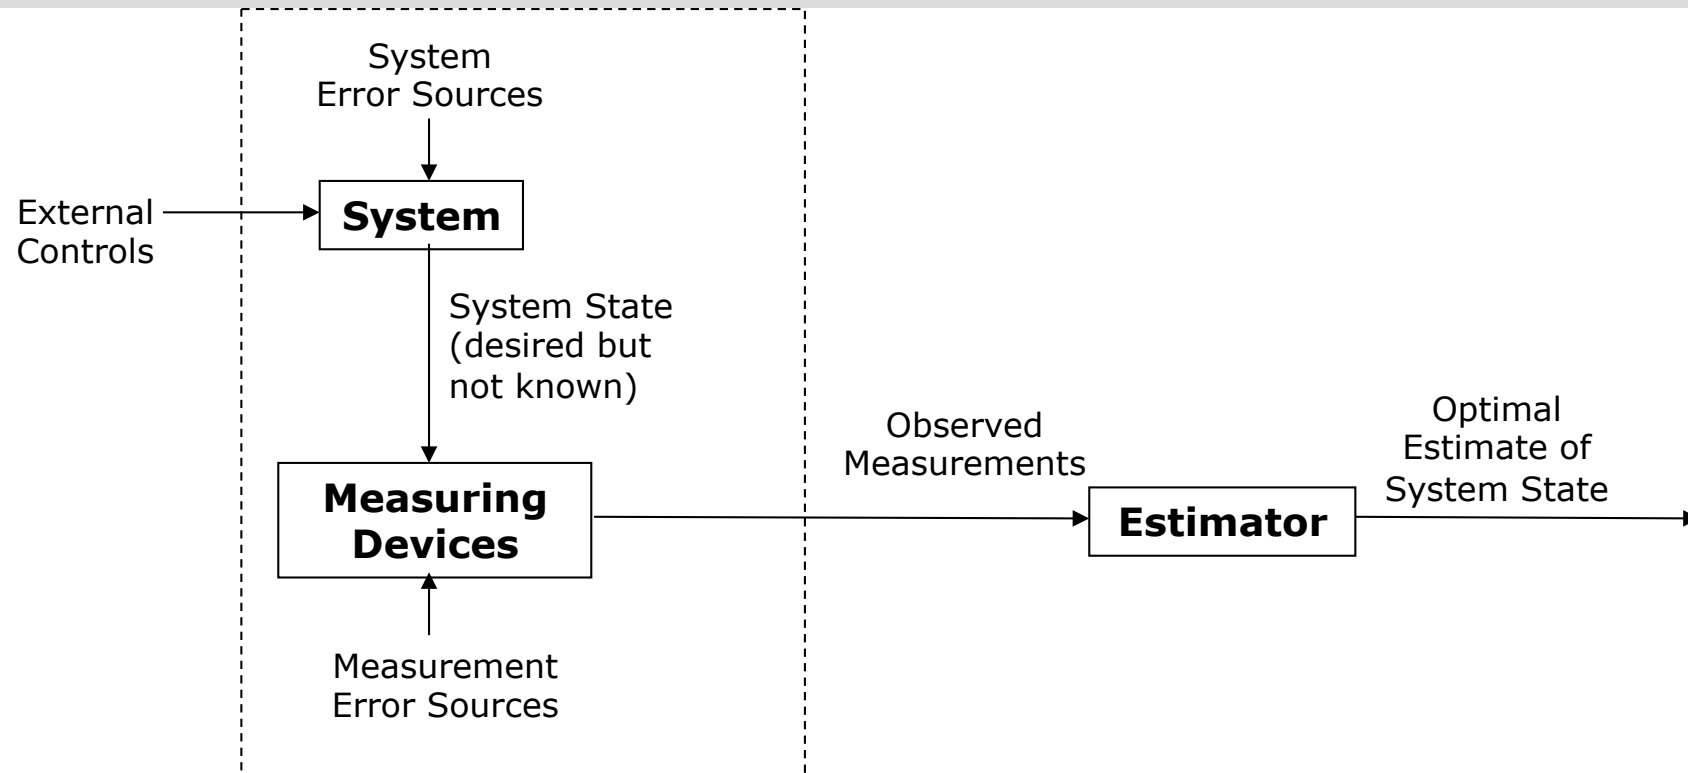 System
Error Sources
External
Controls
System
System State
(desired but
not known)
Observed
Measurements
Optimal
Estimate of
System State
Measuring
Devices
Estimator
Measurement
Error Sources